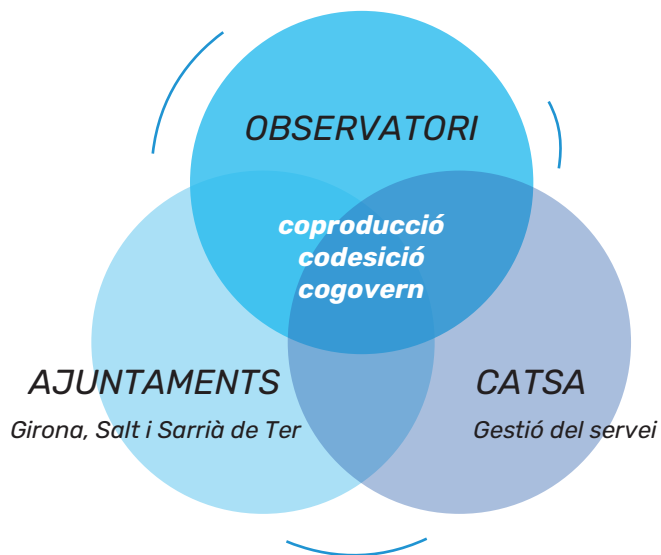 OBSERVATORI
coproducció
codesició
cogovern
AJUNTAMENTS
Girona, Salt i Sarrià de Ter
CATSA
Gestió del servei